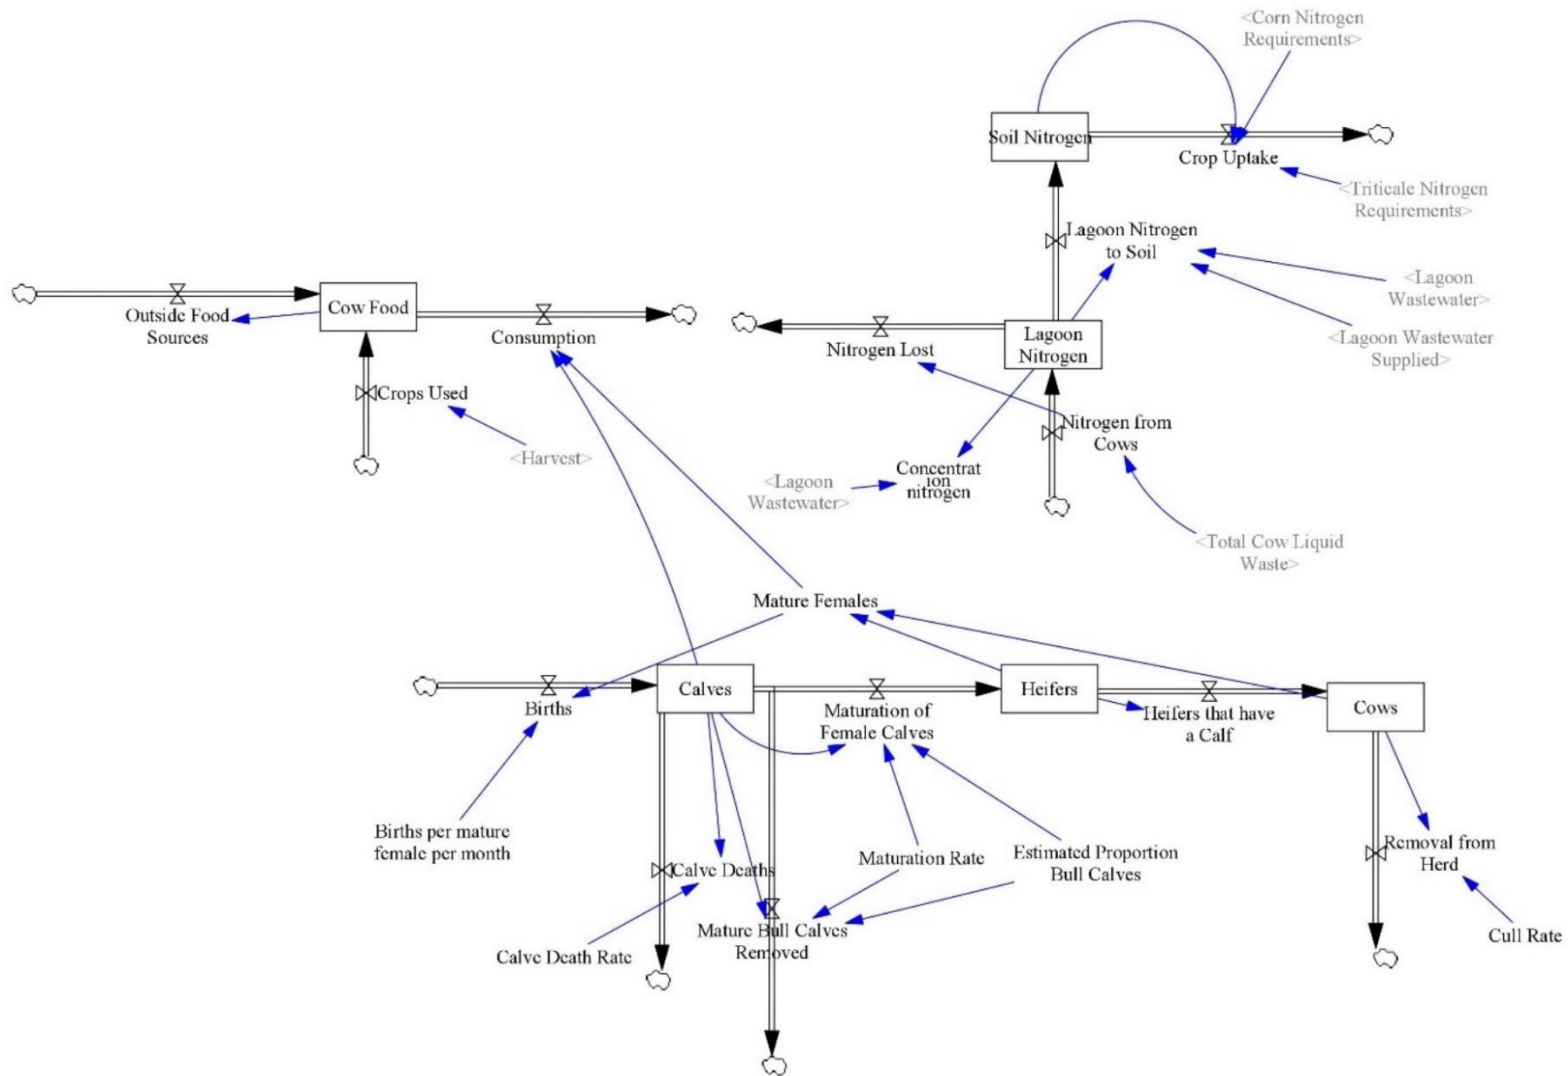 <Corn Nitrogen
Requirements>
Soil Nitrogen
Crop Uptake
<Triticale Nitrogen
Requirements>
Lagoon Nitrogen
to Soil
<Lagoon
Wastewater>
<Lagoon Wastewater
Supplied>
Outside Food
Sources
Cow Food
Consumption
Nitrogen Lost
Lagoon
Nitrogen
Crops Used
<Harvest>
Nitrogen from
Cows
<Lagoon
Wastewater>
Concentrat
ion
nitrogen
<Total Cow Liquid
Waste>
Mature Females
Births
Calves
Maturation of
Female Calves
Heifers
Heifers that have
a Calf
Cows
Births per mature
female per month
Calve Deaths
Maturation Rate
Estimated Proportion
Bull Calves
Removal from
Herd
Calve Death Rate
Mature Bull Calves
Removed
Cull Rate